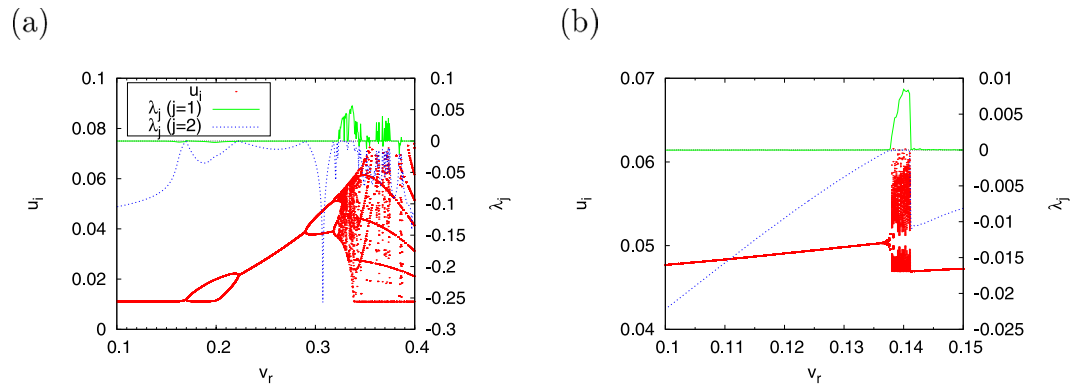 (a)
(b)
u_i
λ_j (j=1)
λ_j (j=2)
0.1
0.08
0.06
0.04
0.02
0
u_i
0.1
0.05
0
-0.05
-0.1
-0.15
-0.2
-0.25
-0.3
λ_j
0.1 0.2 0.3 0.4
v_r
0.07
0.06
0.05
0.04
u_i
0.01
0.005
0
-0.005
-0.01
-0.015
-0.02
-0.025
λ_j
0.1 0.11 0.12 0.13 0.14 0.15
v_r